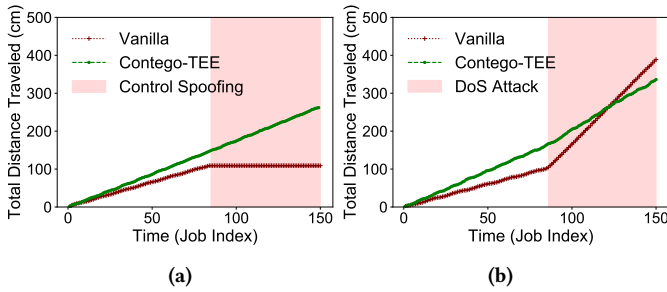 Total Distance Traveled (cm)
500
400
300
200
100
0
Vanilla
Contego-TEE
Control Spoofing
0 50 100 150
Time (Job Index)
(a)
Total Distance Traveled (cm)
500
400
300
200
100
0
Vanilla
Contego-TEE
DoS Attack
0 50 100 150
Time (Job Index)
(b)